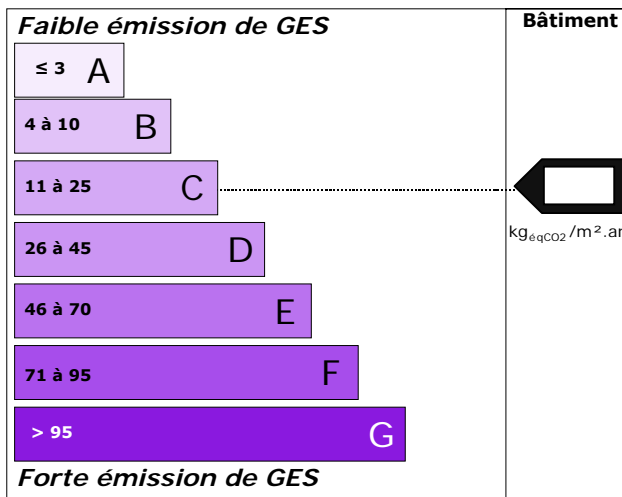 Faible émission de GES
Bâtiment
≤ 3 A
4 à 10 B
11 à 25 C
kgéqCO2/m².an
26 à 45 D
46 à 70 E
71 à 95 F
> 95 G
Forte émission de GES